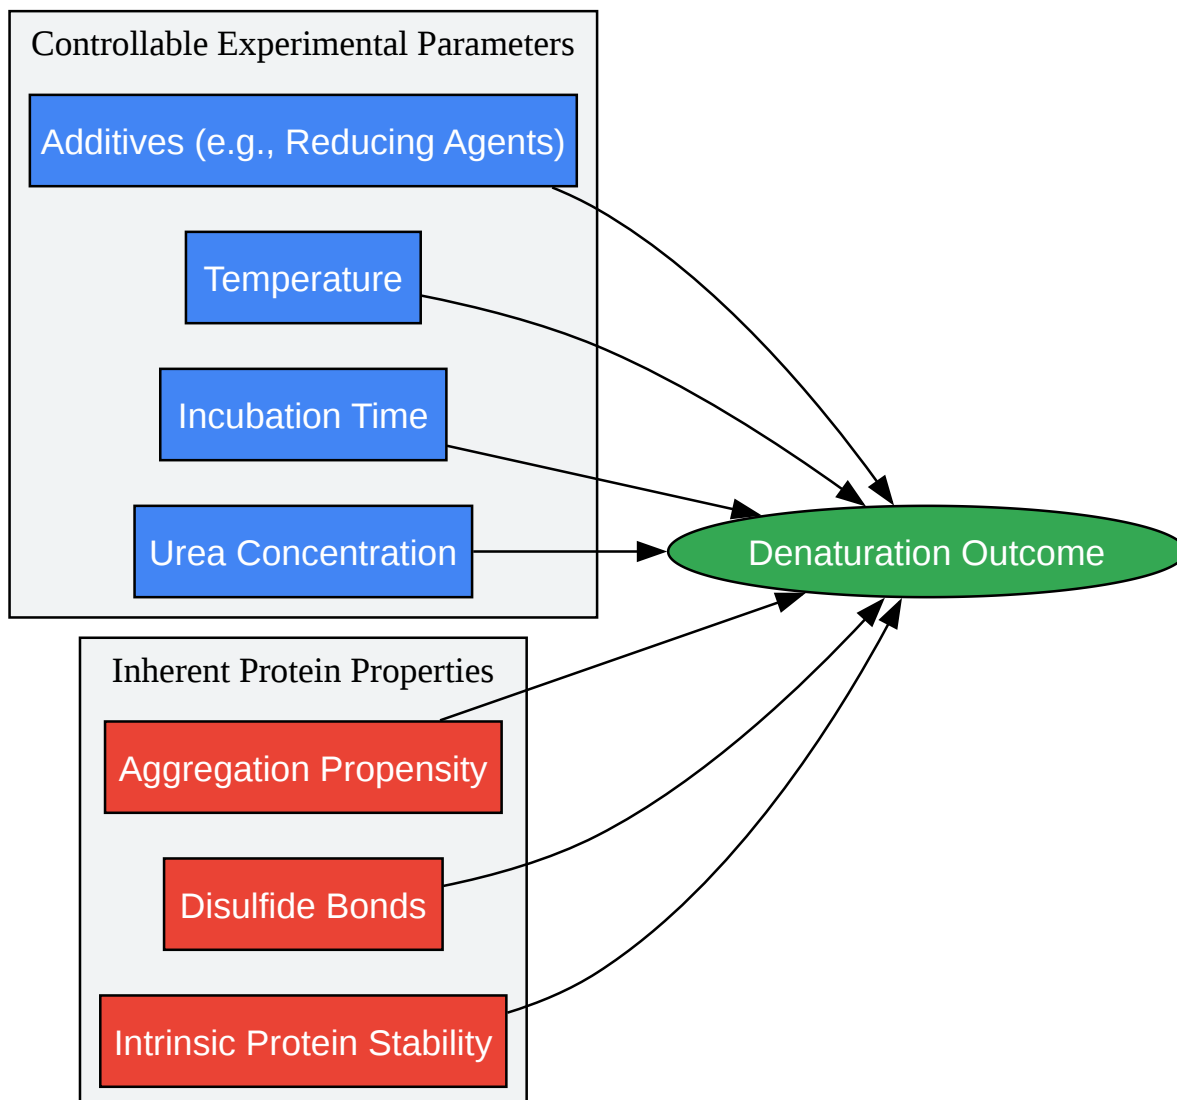 Controllable Experimental Parameters
Additives (e.g., Reducing Agents)
Temperature
Incubation Time
Urea Concentration
Denaturation Outcome
Inherent Protein Properties
Aggregation Propensity
Disulfide Bonds
Intrinsic Protein Stability